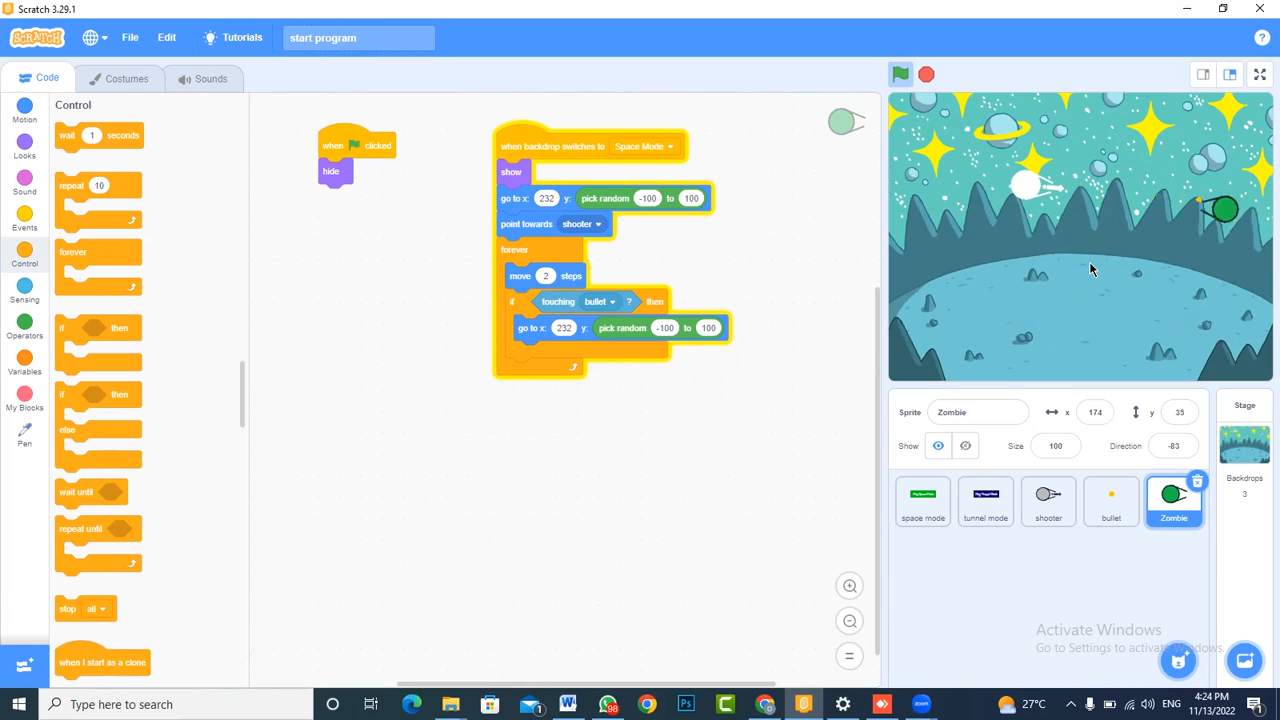 Scratch 3.29.1
SCRATCH File Edit Tutorials start program
Code Costumes Sounds
Motion
Looks
Sound
Events
Control
Sensing
Operators
Variables
My Blocks
Pen
Control
wait 1 seconds
repeat 10
forever
if then
if then
else
wait until
repeat until
stop all
when I start as a clone
when clicked
hide
when backdrop switches to Space Mode
show
go to x: 232 y: pick random -100 to 100
point towards shooter
forever
move 2 steps
if touching bullet ? then
go to x: 232 y: pick random -100 to 100
Sprite Zombie x 174 y 35
Show Size 100 Direction -83
space mode
tunnel mode
shooter
bullet
Zombie
Stage
Backdrops
3
Activate Windows
Go to Settings to activate Windows.
Type here to search
98
1
27°C
ENG
4:24 PM
11/13/2022